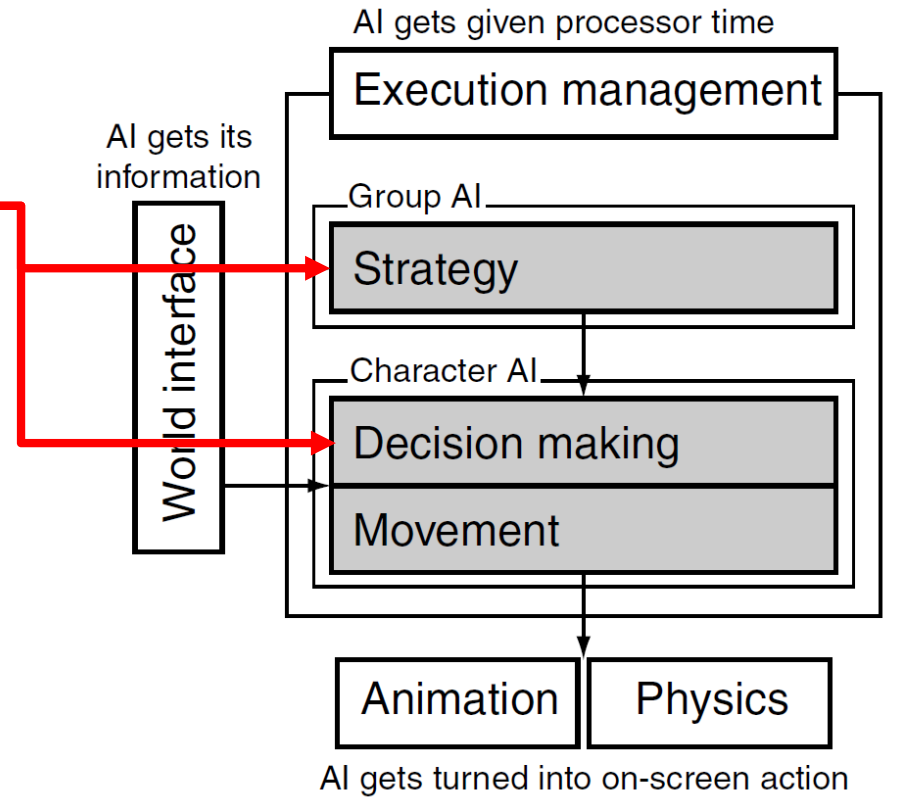 AI gets given processor time
Execution management
AI gets its
information
World interface
Group AI
Strategy
Character AI
Decision making
Movement
Animation
Physics
AI gets turned into on-screen action